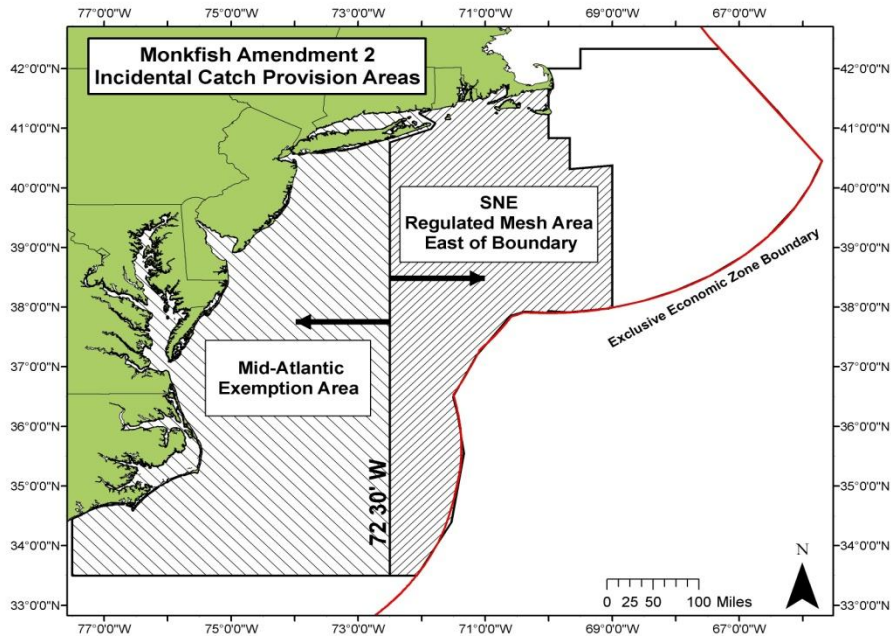 Monkfish Amendment 2
Incidental Catch Provision Areas
SNE
Regulated Mesh Area
East of Boundary
Mid-Atlantic
Exemption Area
72 30' W
Exclusive Economic Zone Boundary
N
0 25 50 100 Miles
77°0'0"W 75°0'0"W 73°0'0"W 71°0'0"W 69°0'0"W 67°0'0"W
42°0'0"N 42°0'0"N
41°0'0"N 41°0'0"N
40°0'0"N 40°0'0"N
39°0'0"N 39°0'0"N
38°0'0"N 38°0'0"N
37°0'0"N 37°0'0"N
36°0'0"N 36°0'0"N
35°0'0"N 35°0'0"N
34°0'0"N 34°0'0"N
33°0'0"N 33°0'0"N
77°0'0"W 75°0'0"W 73°0'0"W 71°0'0"W 69°0'0"W 67°0'0"W